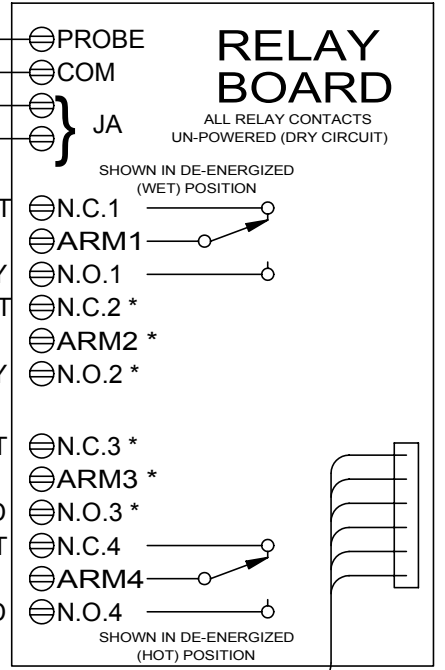 PROBE
COM
JA
RELAY
BOARD
ALL RELAY CONTACTS
UN-POWERED (DRY CIRCUIT)
SHOWN IN DE-ENERGIZED
(WET) POSITION
T N.C.1
ARM1
Y N.O.1
T N.C.2 *
ARM2 *
Y N.O.2 *
T N.C.3 *
ARM3 *
D N.O.3 *
T N.C.4
ARM4
D N.O.4
SHOWN IN DE-ENERGIZED
(HOT) POSITION